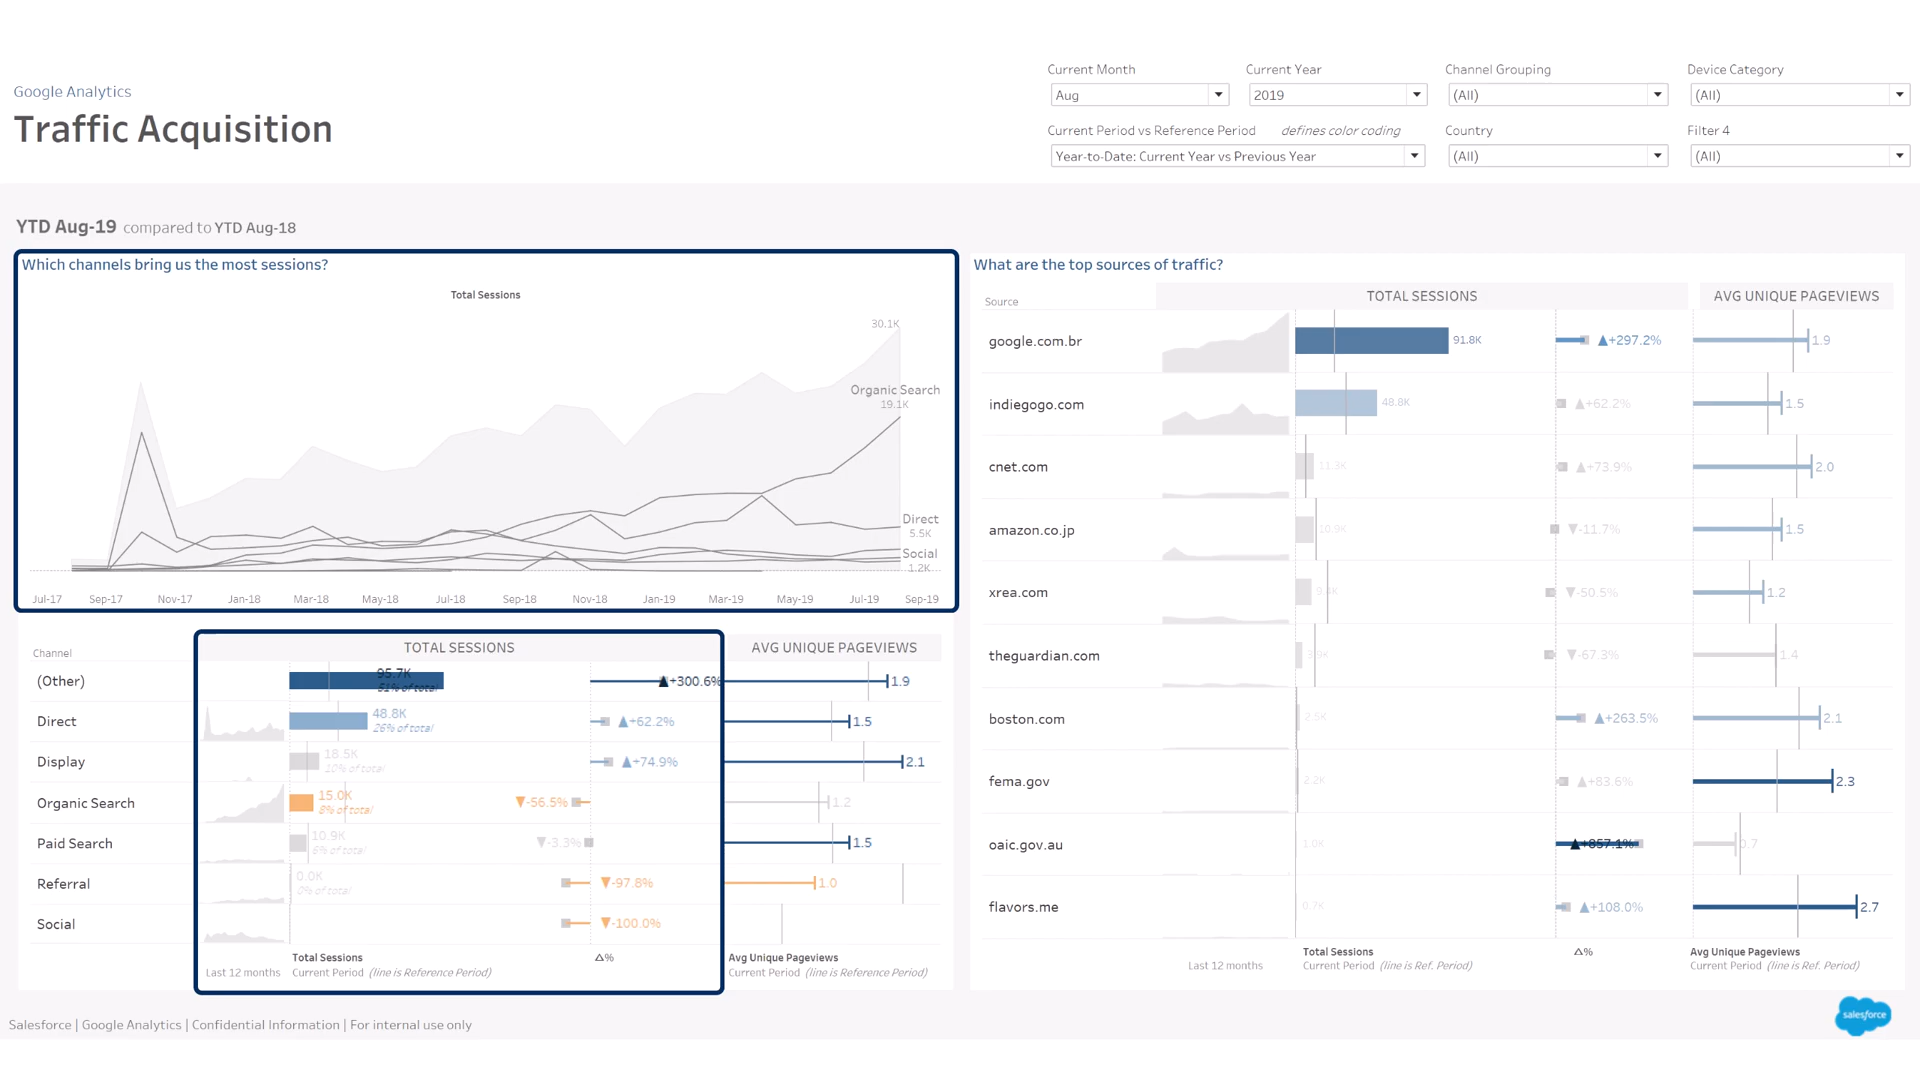 Google Analytics
Traffic Acquisition
Current Month
Aug
Current Year
2019
Channel Grouping
(All)
Device Category
(All)
Current Period vs Reference Period defines color coding
Year-to-Date: Current Year vs Previous Year
Country
(All)
Filter 4
(All)
YTD Aug-19 compared to YTD Aug-18
Which channels bring us the most sessions?
Total Sessions
30.1K
Organic Search
19.1K
Direct
5.5K
Social
1.2K
Jul-17 Sep-17 Nov-17 Jan-18 Mar-18 May-18 Jul-18 Sep-18 Nov-18 Jan-19 Mar-19 May-19 Jul-19 Sep-19
Channel TOTAL SESSIONS AVG UNIQUE PAGEVIEWS
(Other) 95.7K 51% of total ▲+300.6% 1.9
Direct 48.8K 26% of total ▲+62.2% 1.5
Display 18.5K 10% of total ▲+74.9% 2.1
Organic Search 15.0K 8% of total ▼-56.5% 1.2
Paid Search 10.9K 6% of total ▼-3.3% 1.5
Referral 0.0K 0% of total ▼-97.8% 1.0
Social ▼-100.0%
Last 12 months
Total Sessions
Current Period (line is Reference Period)
Δ%
Avg Unique Pageviews
Current Period (line is Reference Period)
What are the top sources of traffic?
Source TOTAL SESSIONS AVG UNIQUE PAGEVIEWS
google.com.br 91.8K ▲+297.2% 1.9
indiegogo.com 48.8K ▲+62.2% 1.5
cnet.com 11.3K ▲+73.9% 2.0
amazon.co.jp 10.9K ▼-11.7% 1.5
xrea.com ▼-50.5% 1.2
theguardian.com ▼-67.3% 1.4
boston.com 2.5K ▲+263.5% 2.1
fema.gov 2.2K ▲+83.6% 2.3
oaic.gov.au 1.0K ▲+857.1% 0.7
flavors.me 0.7K ▲+108.0% 2.7
Last 12 months
Total Sessions
Current Period (line is Ref. Period)
Δ%
Avg Unique Pageviews
Current Period (line is Ref. Period)
Salesforce | Google Analytics | Confidential Information | For internal use only
salesforce